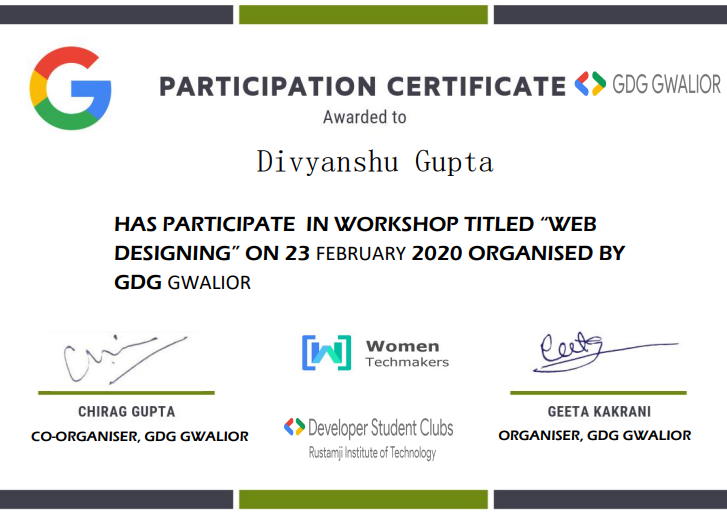 PARTICIPATION CERTIFICATE
GDG GWALIOR
Awarded to
Divyanshu Gupta
HAS PARTICIPATE IN WORKSHOP TITLED “WEB
DESIGNING” ON 23 FEBRUARY 2020 ORGANISED BY
GDG GWALIOR
Women
Techmakers
CHIRAG GUPTA
CO-ORGANISER, GDG GWALIOR
Developer Student Clubs
Rustamji Institute of Technology
Geeta
GEETA KAKRANI
ORGANISER, GDG GWALIOR